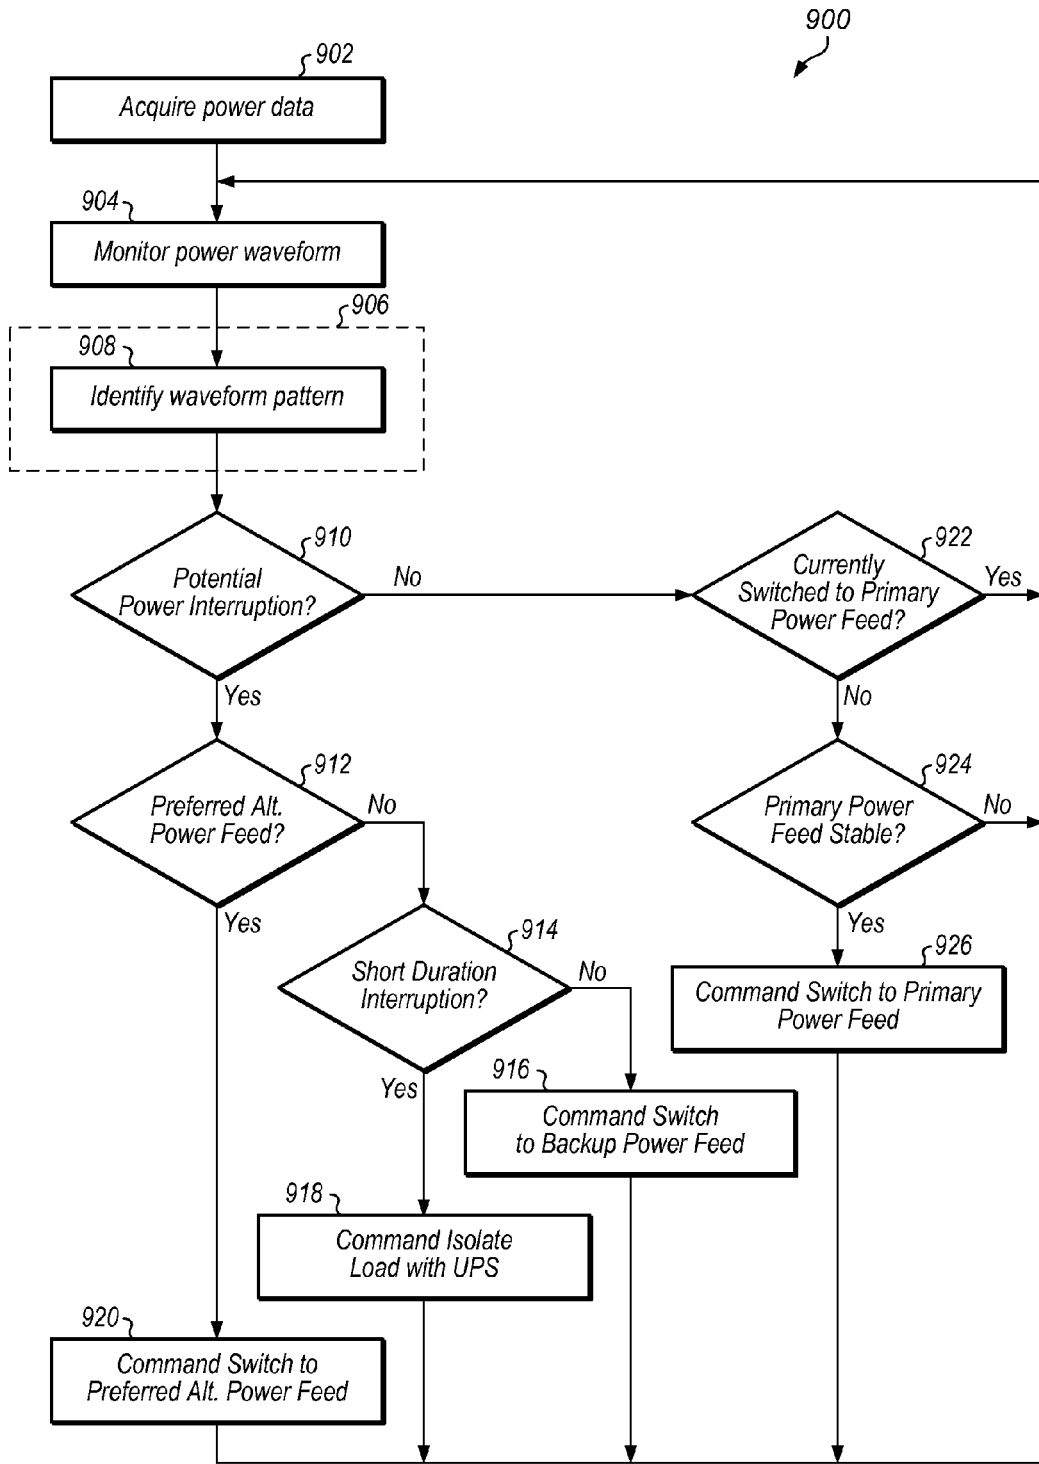 900
902
Acquire power data
904
Monitor power waveform
906
908
Identify waveform pattern
910
Potential
Power Interruption?
No
Yes
922
Currently
Switched to Primary
Power Feed?
Yes
No
912
Preferred Alt.
Power Feed?
No
Yes
924
Primary Power
Feed Stable?
No
Yes
914
Short Duration
Interruption?
No
Yes
926
Command Switch to Primary
Power Feed
916
Command Switch
to Backup Power Feed
918
Command Isolate
Load with UPS
920
Command Switch to
Preferred Alt. Power Feed